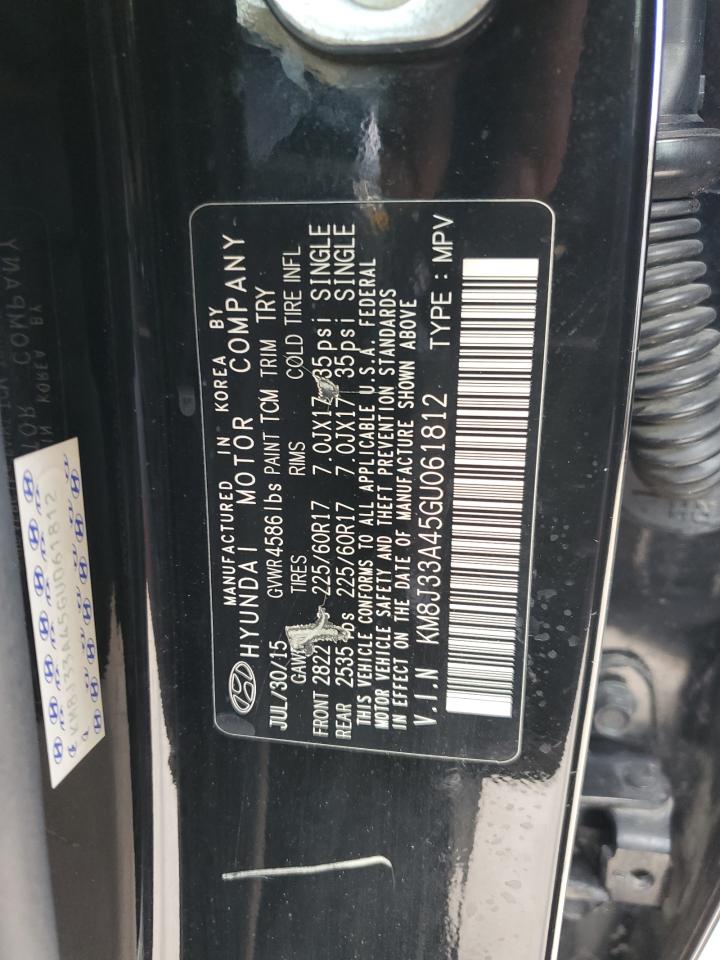 MANUFACTURED IN KOREA BY
HYUNDAI MOTOR COMPANY
JUL/30/15 GVWR 4586lbs PAINT TCM TRIM TRY
TIRES RIMS COLD TIRE INFL
FRONT 2822 225/60R17 7.0JX17 35psi SINGLE
REAR 2535 lbs 225/60R17 7.0JX17 35psi SINGLE
THIS VEHICLE CONFORMS TO ALL APPLICABLE U.S.A. FEDERAL
MOTOR VEHICLE SAFETY AND THEFT PREVENTION STANDARDS
IN EFFECT ON THE DATE OF MANUFACTURE SHOWN ABOVE
V.I.N KM8J33A45GU061812 TYPE : MPV
KM8J33A45GU061812
RH